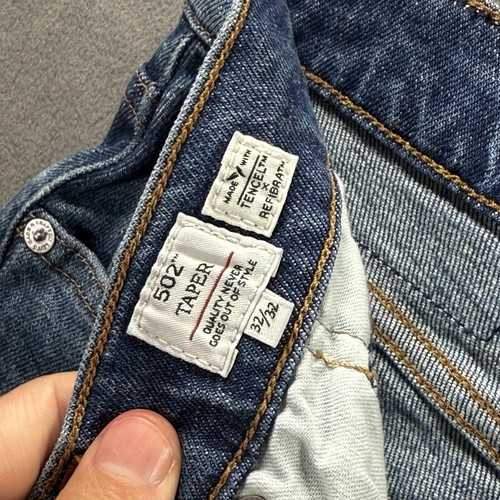 MADE WITH
TENCEL™
X
REFIBRA™
502™
TAPER
QUALITY NEVER
GOES OUT OF STYLE
32/32